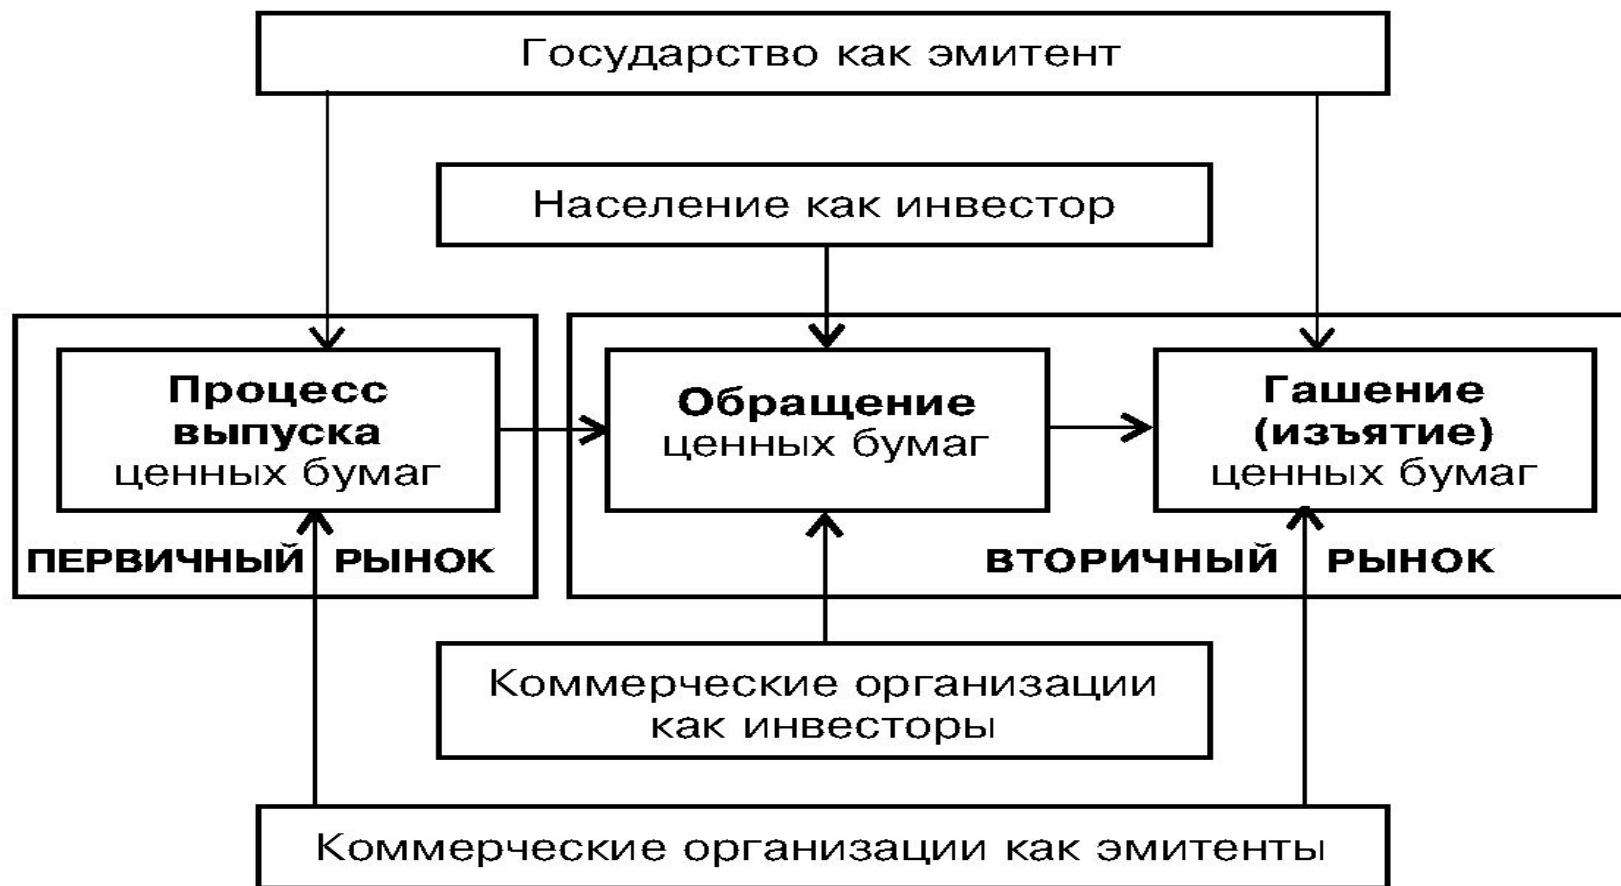 Государство как эмитент
Население как инвестор
Процесс
выпуска
ценных бумаг
ПЕРВИЧНЫЙ РЫНОК
Обращение
ценных бумаг
Гашение
(изъятие)
ценных бумаг
ВТОРИЧНЫЙ РЫНОК
Коммерческие организации
как инвесторы
Коммерческие организации как эмитенты